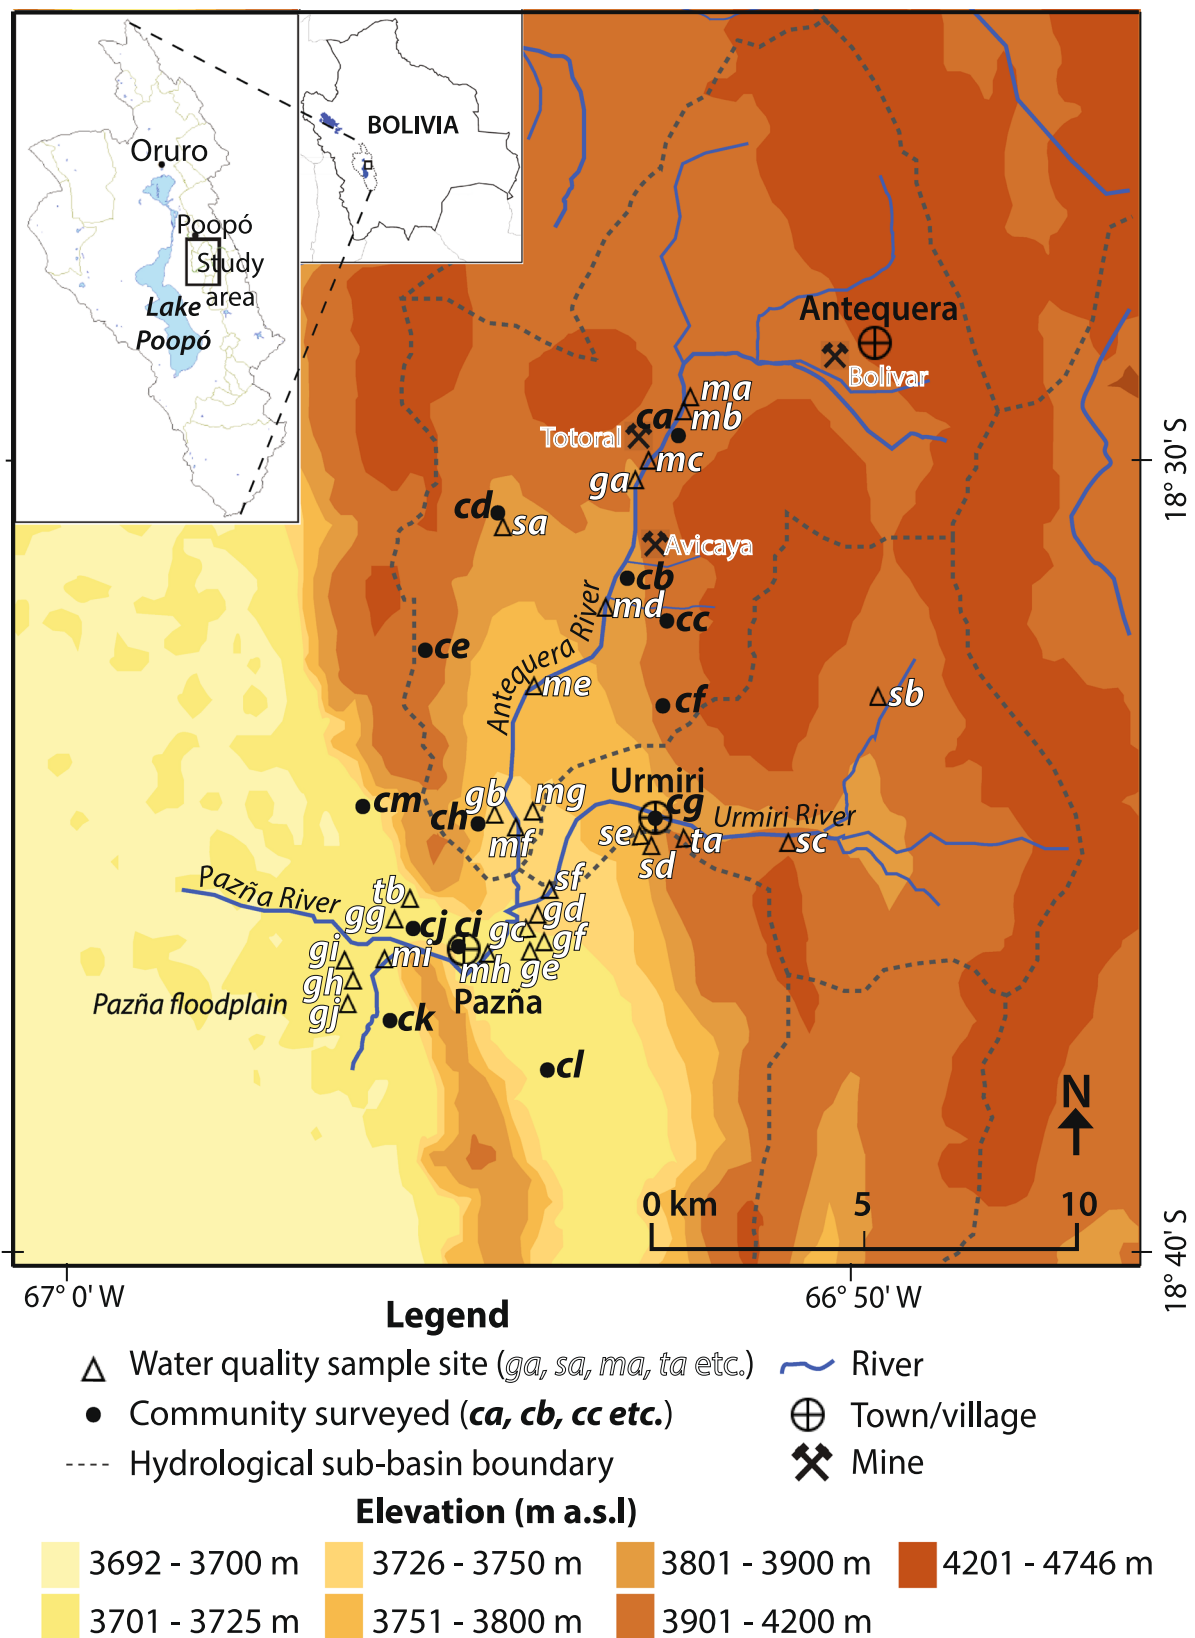 BOLIVIA
Oruro
Poopó
Study
area
Lake
Poopó
Antequera
Bolivar
ma
ca
mb
Totoral
mc
ga
18° 30' S
cd
sa
Avicaya
cb
md
cc
Antequera River
ce
me
cf
sb
Urmiri
cm
gb
mg
cg
ch
Urmiri River
mf
se
ta
sc
sd
Pazña River
tb
sf
gg
gd
cj
ci
gc
gf
gi
mi
mh
ge
gh
Pazña floodplain
gj
Pazña
ck
cl
N
0 km
5
10
18° 40' S
67° 0' W
66° 50' W
Legend
Water quality sample site (ga, sa, ma, ta etc.)
River
Community surveyed (ca, cb, cc etc.)
Town/village
Hydrological sub-basin boundary
Mine
Elevation (m a.s.l)
3692 - 3700 m
3726 - 3750 m
3801 - 3900 m
4201 - 4746 m
3701 - 3725 m
3751 - 3800 m
3901 - 4200 m